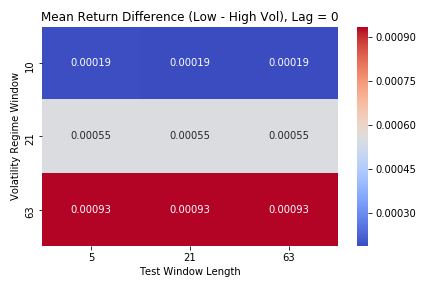 Mean Return Difference (Low - High Vol), Lag = 0
Volatility Regime Window
10
0.00019 0.00019 0.00019
21
0.00055 0.00055 0.00055
63
0.00093 0.00093 0.00093
5 21 63
Test Window Length
0.00090
0.00075
0.00060
0.00045
0.00030